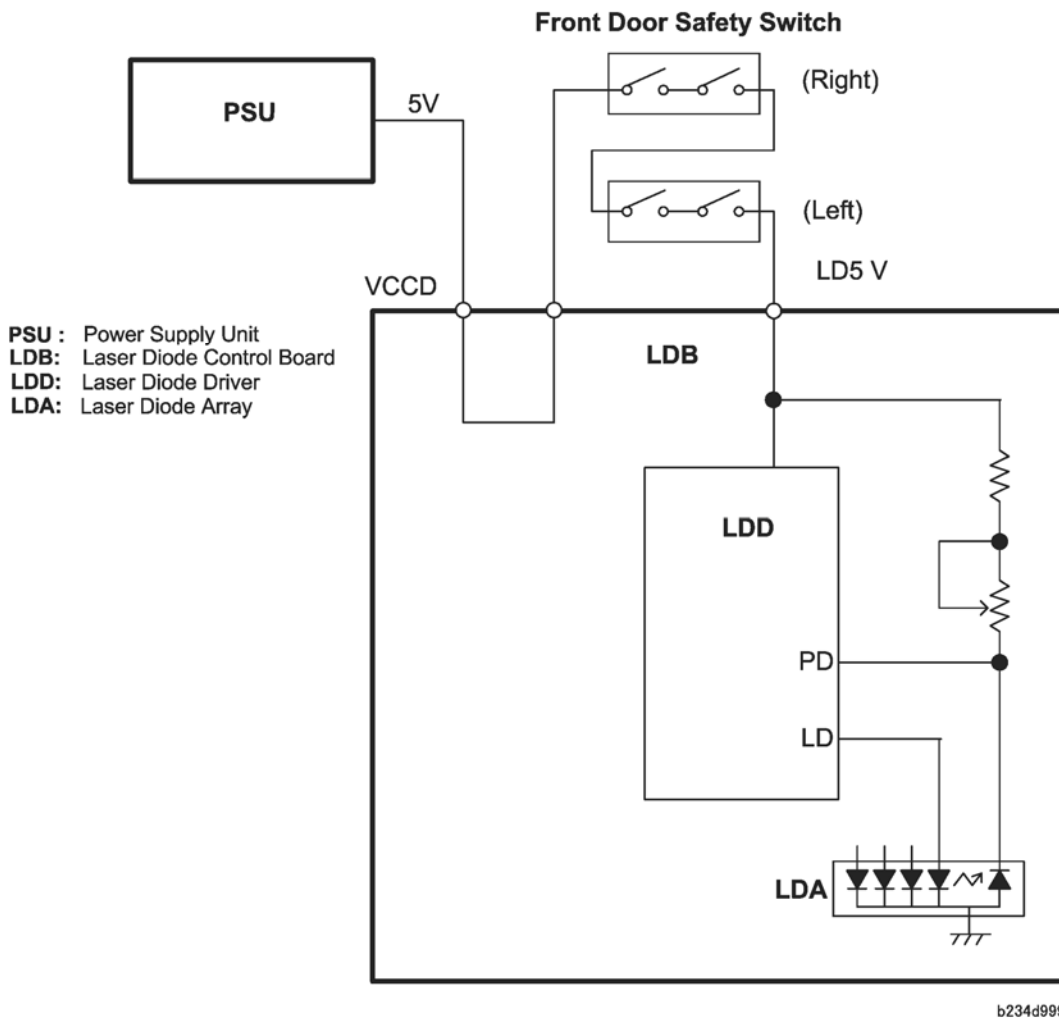 Front Door Safety Switch
PSU
5V
(Right)
(Left)
LD5 V
VCCD
PSU : Power Supply Unit
LDB: Laser Diode Control Board
LDD: Laser Diode Driver
LDA: Laser Diode Array
LDB
LDD
PD
LD
LDA
b234d999